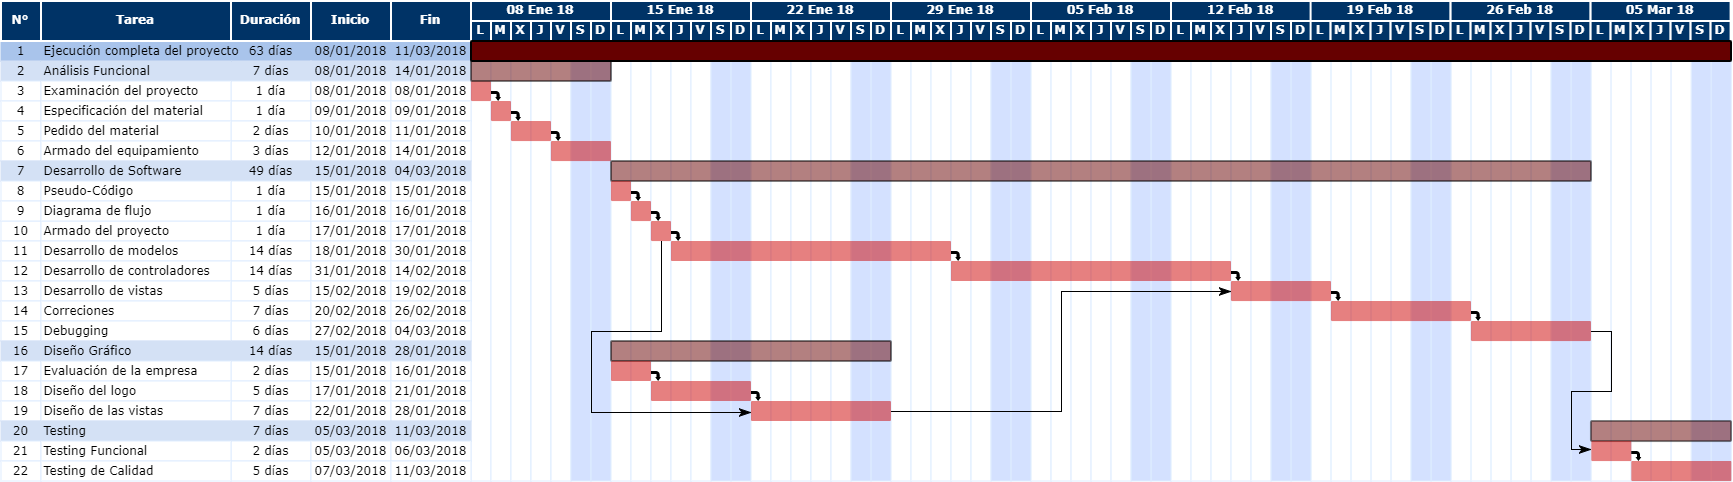 08 Ene 18 15 Ene 18 22 Ene 18 29 Ene 18 05 Feb 18 12 Feb 18 19 Feb 18 26 Feb 18 05 Mar 18
N° Tarea Duración Inicio Fin
L M X J V S D L M X J V S D L M X J V S D L M X J V S D L M X J V S D L M X J V S D L M X J V S D L M X J V S D L M X J V S D
1 Ejecución completa del proyecto 63 días 08/01/2018 11/03/2018
2 Análisis Funcional 7 días 08/01/2018 14/01/2018
3 Examinación del proyecto 1 día 08/01/2018 08/01/2018
4 Especificación del material 1 día 09/01/2018 09/01/2018
5 Pedido del material 2 días 10/01/2018 11/01/2018
6 Armado del equipamiento 3 días 12/01/2018 14/01/2018
7 Desarrollo de Software 49 días 15/01/2018 04/03/2018
8 Pseudo-Código 1 día 15/01/2018 15/01/2018
9 Diagrama de flujo 1 día 16/01/2018 16/01/2018
10 Armado del proyecto 1 día 17/01/2018 17/01/2018
11 Desarrollo de modelos 14 días 18/01/2018 30/01/2018
12 Desarrollo de controladores 14 días 31/01/2018 14/02/2018
13 Desarrollo de vistas 5 días 15/02/2018 19/02/2018
14 Correciones 7 días 20/02/2018 26/02/2018
15 Debugging 6 días 27/02/2018 04/03/2018
16 Diseño Gráfico 14 días 15/01/2018 28/01/2018
17 Evaluación de la empresa 2 días 15/01/2018 16/01/2018
18 Diseño del logo 5 días 17/01/2018 21/01/2018
19 Diseño de las vistas 7 días 22/01/2018 28/01/2018
20 Testing 7 días 05/03/2018 11/03/2018
21 Testing Funcional 2 días 05/03/2018 06/03/2018
22 Testing de Calidad 5 días 07/03/2018 11/03/2018